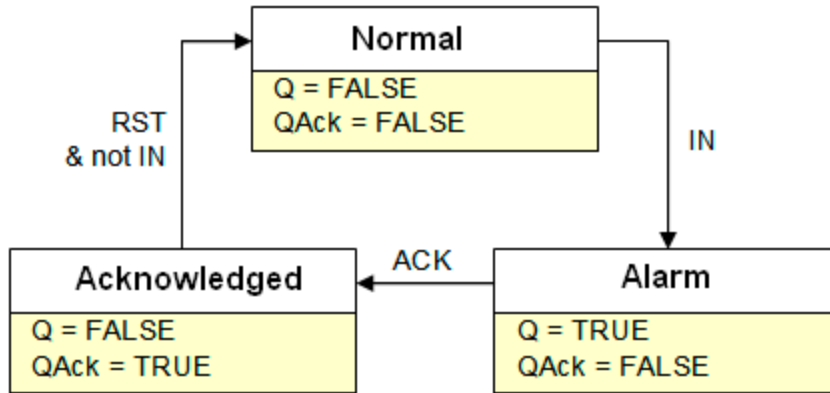 Normal
Q = FALSE
QAck = FALSE
RST
& not IN
IN
ACK
Acknowledged
Q = FALSE
QAck = TRUE
Alarm
Q = TRUE
QAck = FALSE